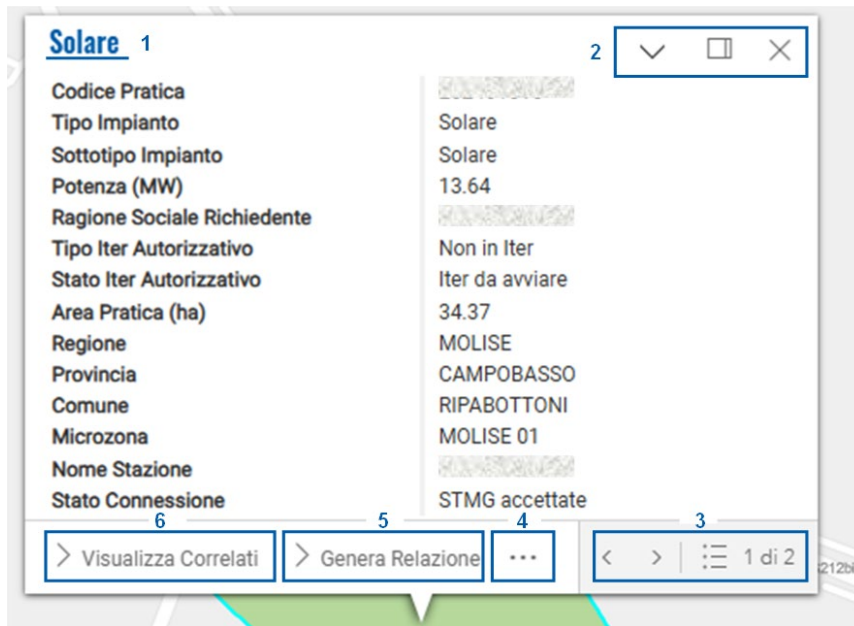 Solare 1
2
Codice Pratica
Tipo Impianto Solare
Sottotipo Impianto Solare
Potenza (MW) 13.64
Ragione Sociale Richiedente
Tipo Iter Autorizzativo Non in Iter
Stato Iter Autorizzativo Iter da avviare
Area Pratica (ha) 34.37
Regione MOLISE
Provincia CAMPOBASSO
Comune RIPABOTTONI
Microzona MOLISE 01
Nome Stazione
Stato Connessione STMG accettate
6 5 4 3
Visualizza Correlati Genera Relazione ... 1 di 2